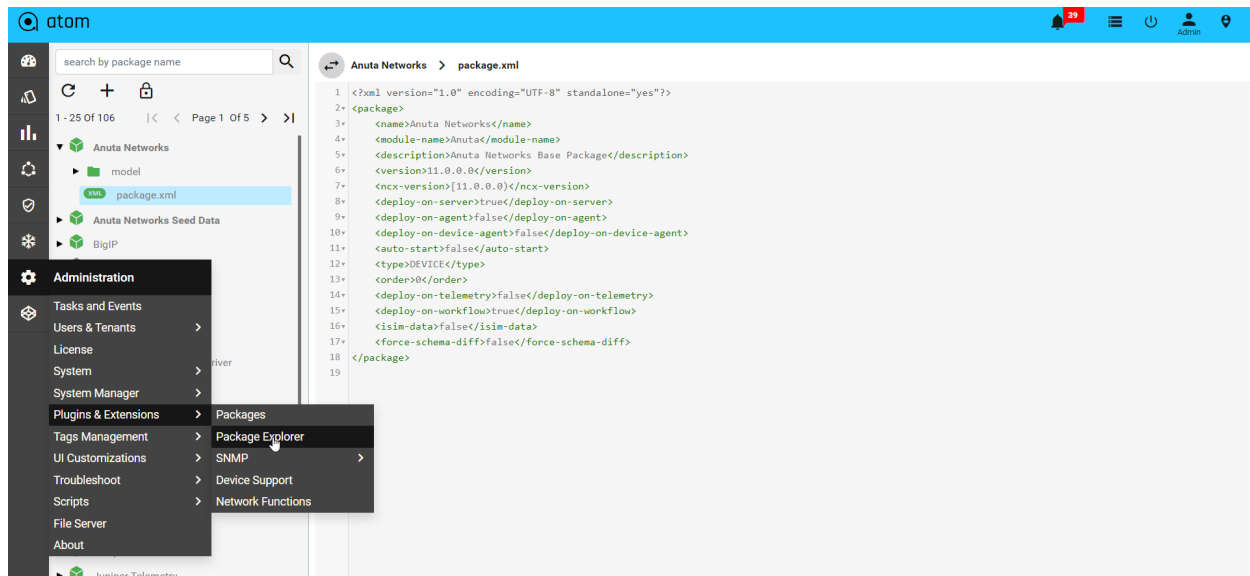 atom
39
Admin
search by package name
1 - 25 Of 106 Page 1 Of 5
Anuta Networks
model
XML package.xml
Anuta Networks Seed Data
BigIP
Administration
Tasks and Events
Users & Tenants
License
System
System Manager
Plugins & Extensions
Tags Management
UI Customizations
Troubleshoot
Scripts
File Server
About
Packages
Package Explorer
SNMP
Device Support
Network Functions
river
Juniper Telemetry
Anuta Networks > package.xml
1 <?xml version="1.0" encoding="UTF-8" standalone="yes"?>
2 <package>
3 <name>Anuta Networks</name>
4 <module-name>Anuta</module-name>
5 <description>Anuta Networks Base Package</description>
6 <version>11.0.0.0</version>
7 <ncx-version>[11.0.0.0)</ncx-version>
8 <deploy-on-server>true</deploy-on-server>
9 <deploy-on-agent>false</deploy-on-agent>
10 <deploy-on-device-agent>false</deploy-on-device-agent>
11 <auto-start>false</auto-start>
12 <type>DEVICE</type>
13 <order>0</order>
14 <deploy-on-telemetry>false</deploy-on-telemetry>
15 <deploy-on-workflow>true</deploy-on-workflow>
16 <isim-data>false</isim-data>
17 <force-schema-diff>false</force-schema-diff>
18 </package>
19